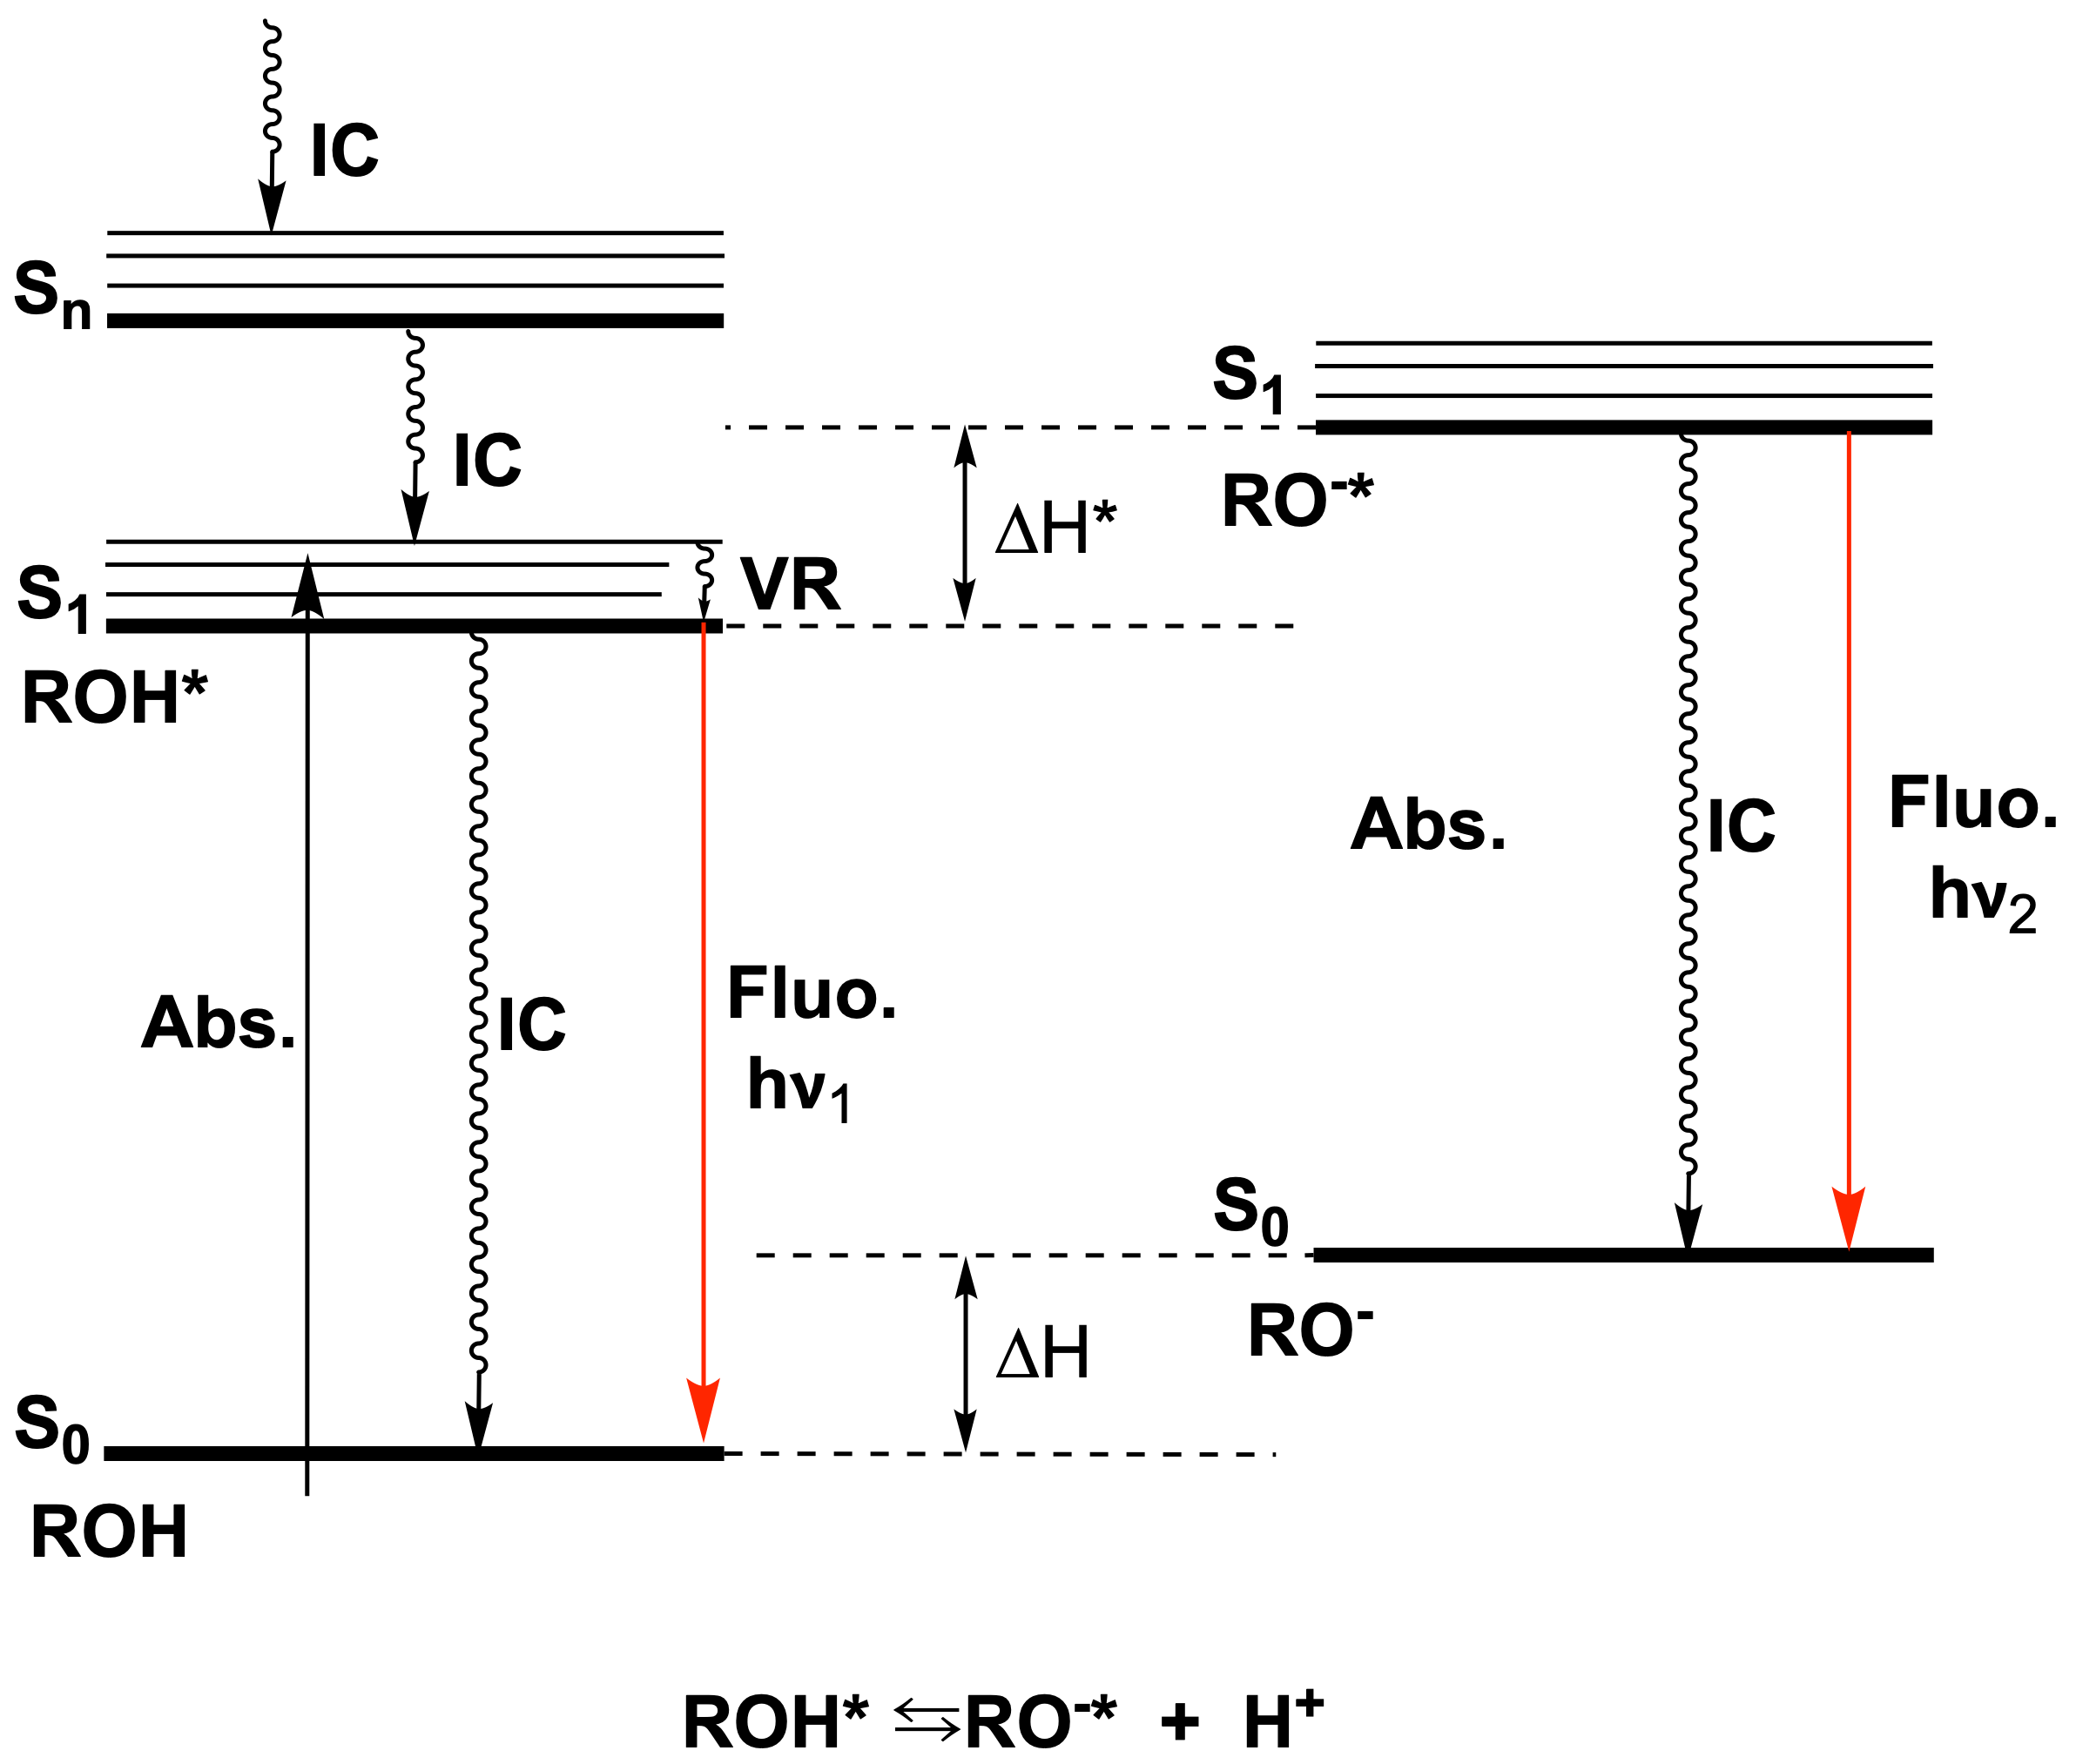 IC
Sn
S1
IC
RO-*
ΔH*
S1
VR
ROH*
Abs.
IC
Fluo.
hν2
Fluo.
hν1
Abs.
IC
S0
RO-
ΔH
S0
ROH
ROH* ⇌ RO-* + H+